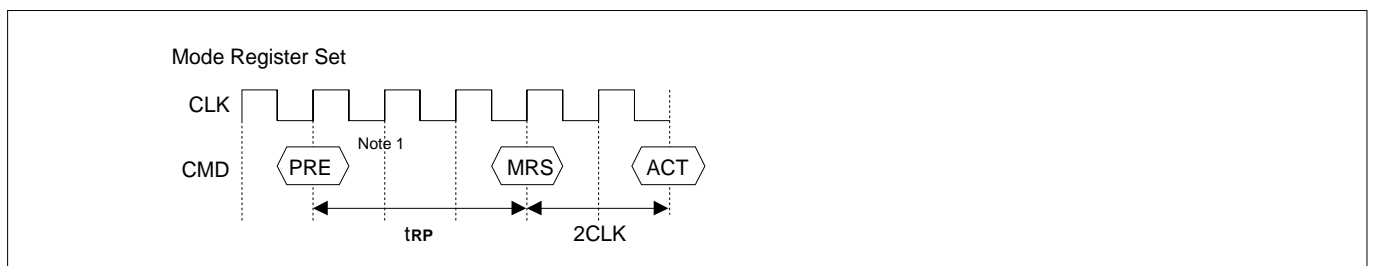 Mode Register Set
CLK
Note 1
CMD
PRE
MRS
ACT
tRP
2CLK